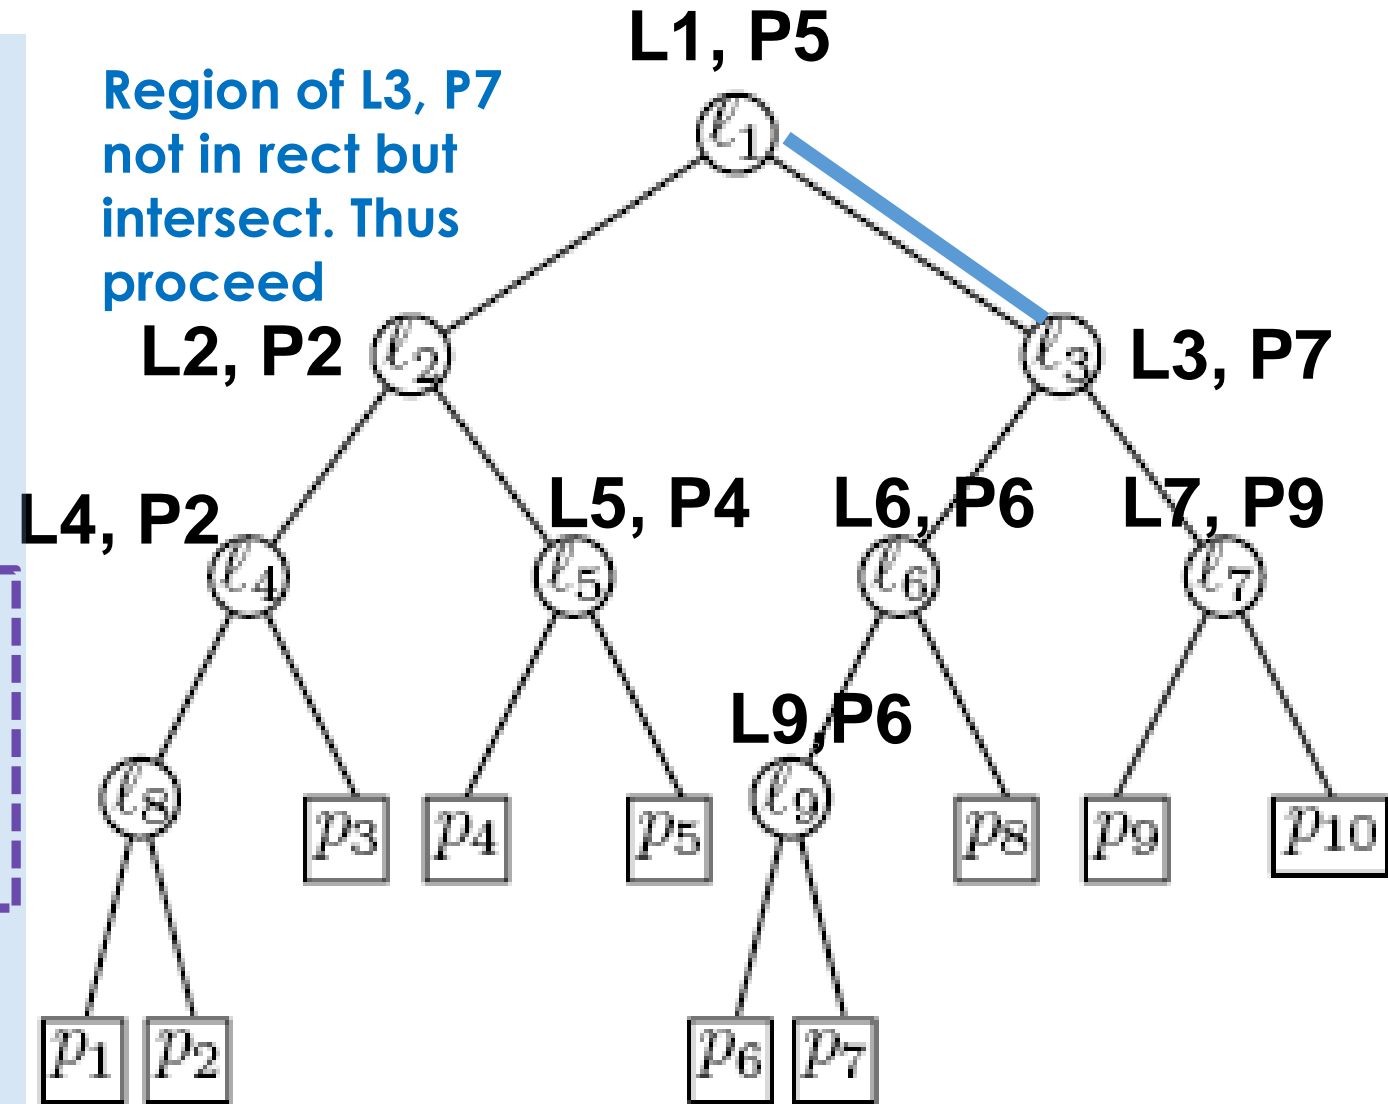 L1, P5
Region of L3, P7
not in rect but
intersect. Thus
proceed
ℓ1
L2, P2
ℓ2
ℓ3
L3, P7
L4, P2
L5, P4
L6, P6
L7, P9
ℓ4
ℓ5
ℓ6
ℓ7
L9,P6
ℓ8
p3
p4
p5
ℓ9
p8
p9
p10
p1
p2
p6
p7